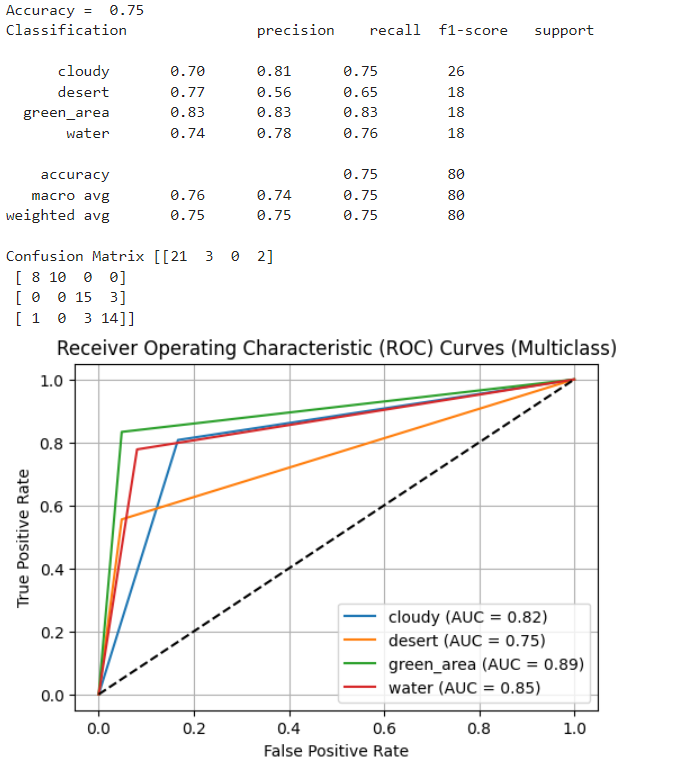 Accuracy =  0.75
Classification               precision    recall  f1-score   support

      cloudy       0.70      0.81      0.75        26
      desert       0.77      0.56      0.65        18
  green_area       0.83      0.83      0.83        18
       water       0.74      0.78      0.76        18

    accuracy                           0.75        80
   macro avg       0.76      0.74      0.75        80
weighted avg       0.75      0.75      0.75        80

Confusion Matrix [[21  3  0  2]
 [ 8 10  0  0]
 [ 0  0 15  3]
 [ 1  0  3 14]]
Receiver Operating Characteristic (ROC) Curves (Multiclass)
True Positive Rate
1.0
0.8
0.6
0.4
0.2
0.0
cloudy (AUC = 0.82)
desert (AUC = 0.75)
green_area (AUC = 0.89)
water (AUC = 0.85)
0.0 0.2 0.4 0.6 0.8 1.0
False Positive Rate